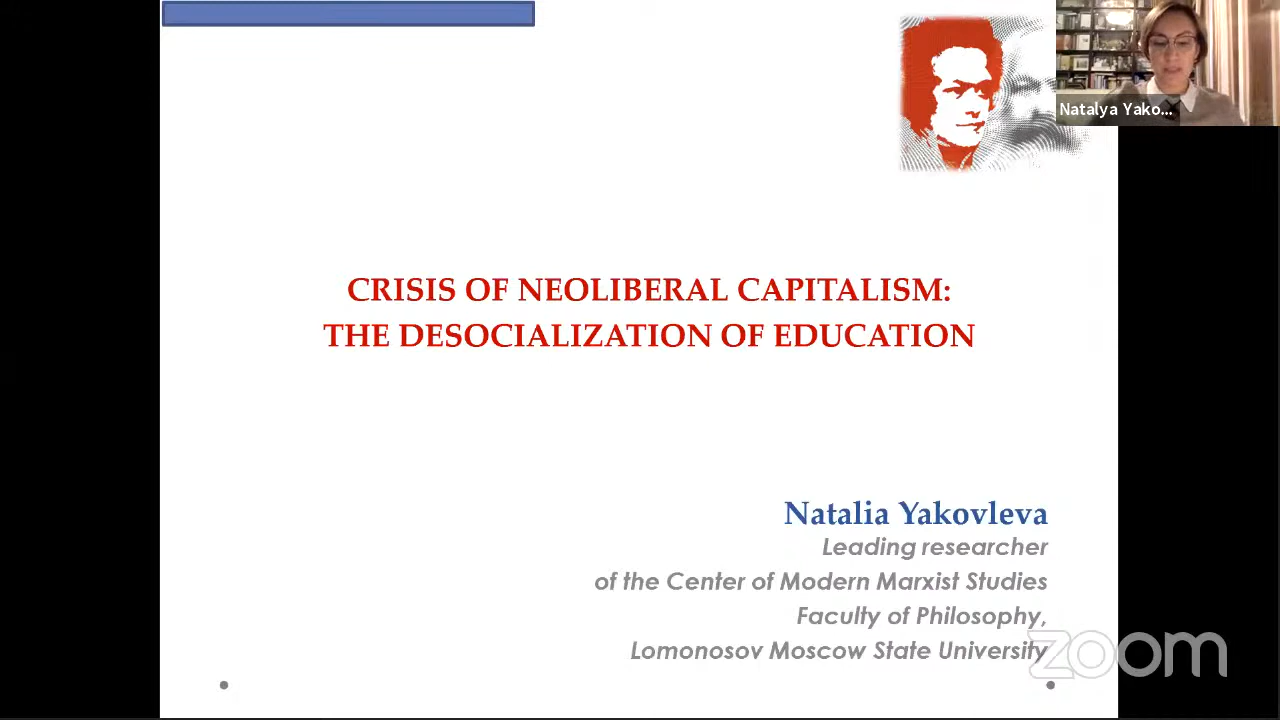 Natalya Yako...
CRISIS OF NEOLIBERAL CAPITALISM:
THE DESOCIALIZATION OF EDUCATION
Natalia Yakovleva
Leading researcher
of the Center of Modern Marxist Studies
Faculty of Philosophy,
Lomonosov Moscow State University
zoom